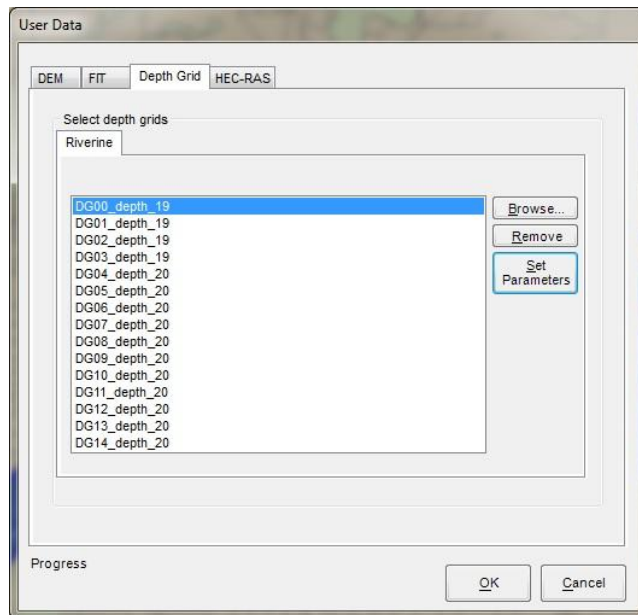 User Data
DEM FIT Depth Grid HEC-RAS
Select depth grids
Riverine
DG00_depth_19
DG01_depth_19
DG02_depth_19
DG03_depth_19
DG04_depth_20
DG05_depth_20
DG06_depth_20
DG07_depth_20
DG08_depth_20
DG09_depth_20
DG10_depth_20
DG11_depth_20
DG12_depth_20
DG13_depth_20
DG14_depth_20
Browse...
Remove
Set
Parameters
Progress
OK Cancel